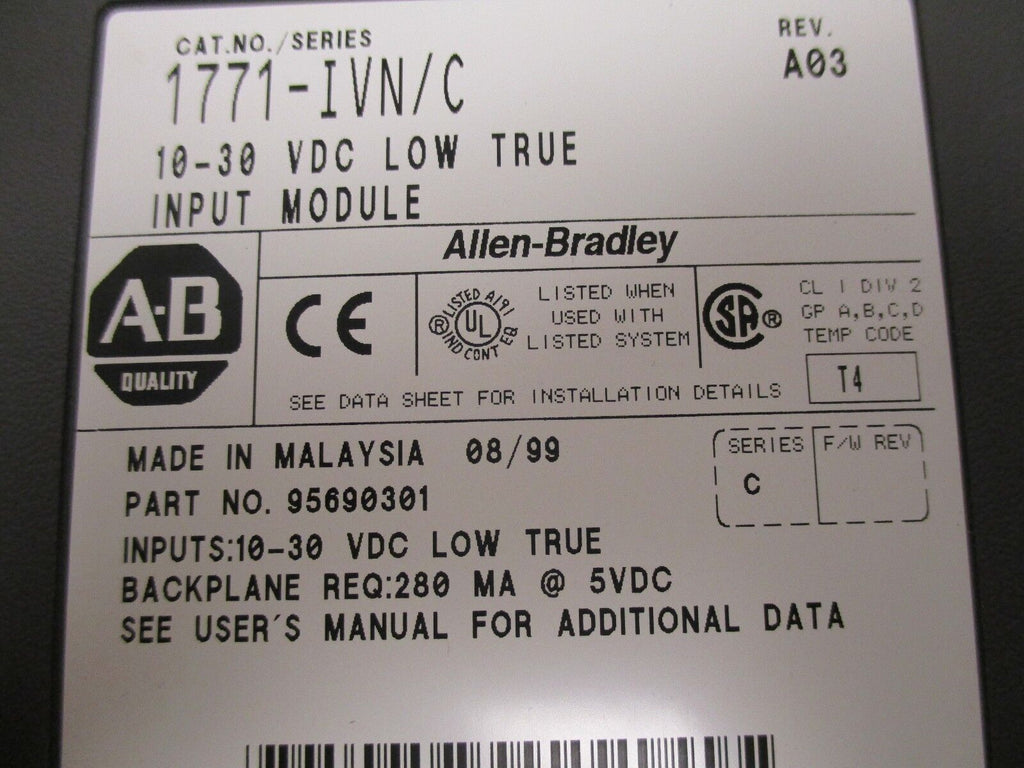 CAT.NO./SERIES
REV.
1771-IVN/C
A03
10-30 VDC LOW TRUE
INPUT MODULE
Allen-Bradley
A-B
QUALITY
CE
LISTED A191
UL
® IND CONT EQ
LISTED WHEN
USED WITH
LISTED SYSTEM
SA ®
CL I DIV 2
GP A,B,C,D
TEMP CODE
T4
SEE DATA SHEET FOR INSTALLATION DETAILS
MADE IN MALAYSIA 08/99
SERIES
F/W REV
C
PART NO. 95690301
INPUTS:10-30 VDC LOW TRUE
BACKPLANE REQ:280 MA @ 5VDC
SEE USER'S MANUAL FOR ADDITIONAL DATA